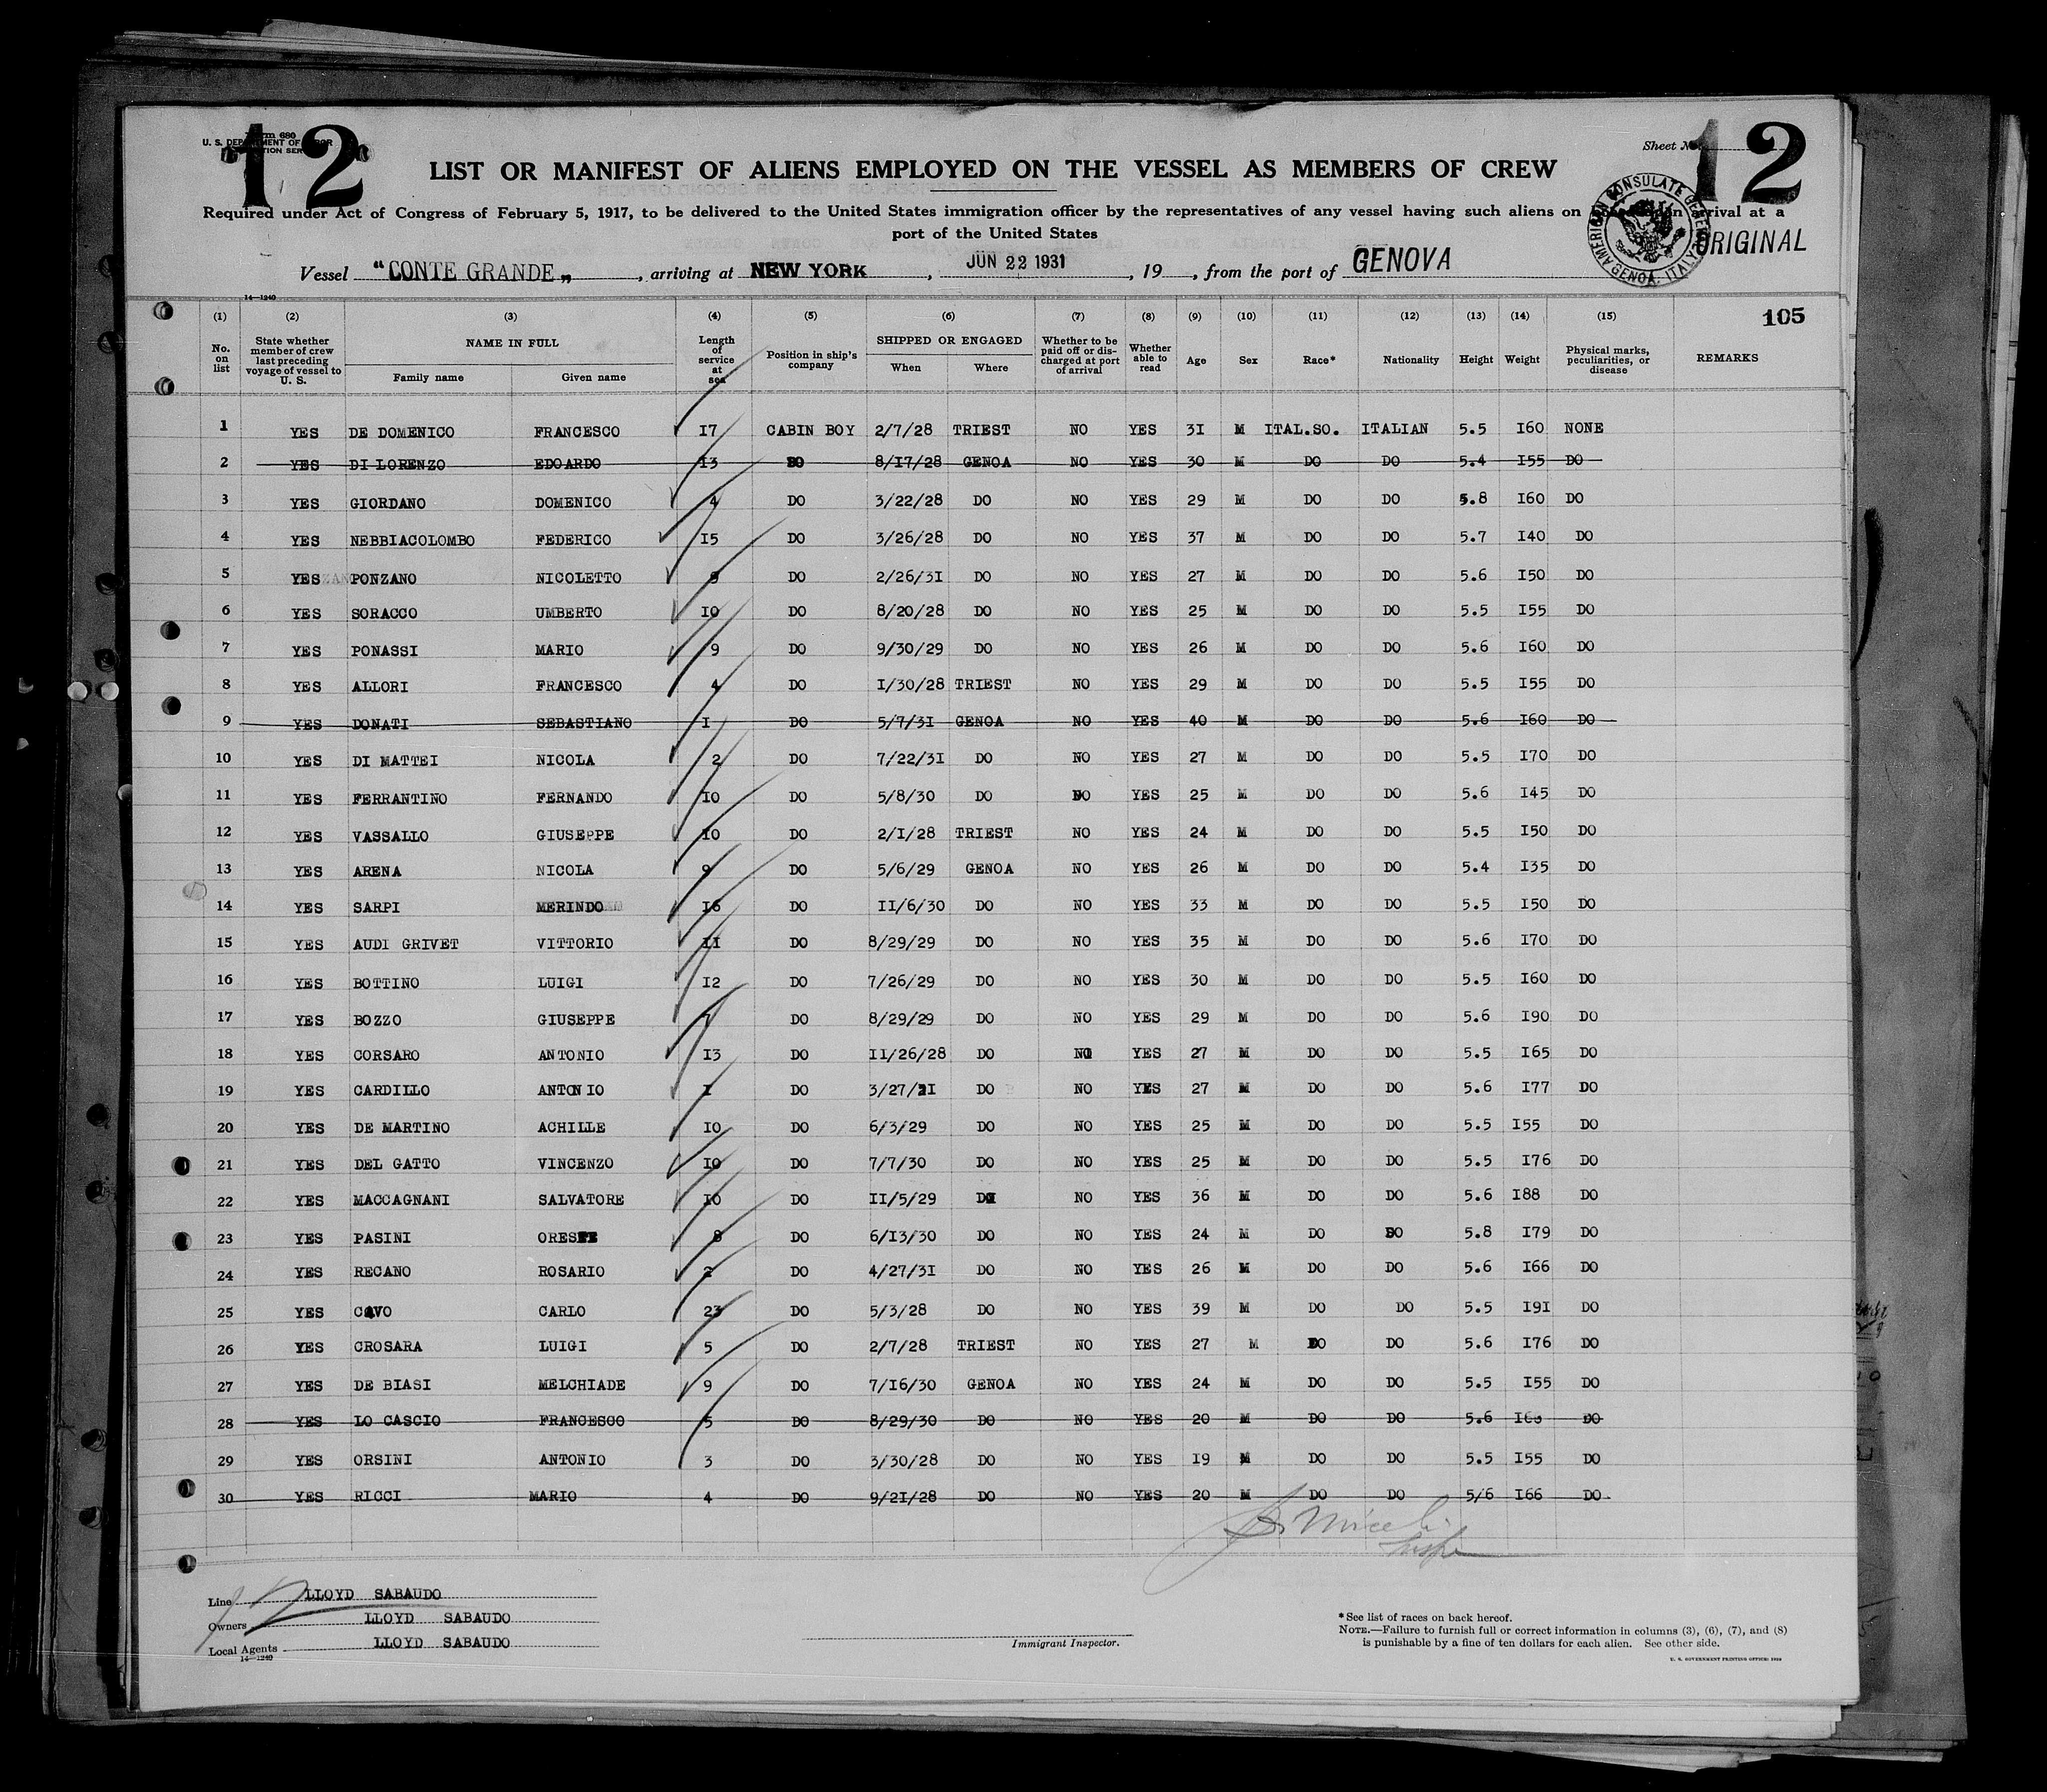 12
Form 680
U. S. DEPARTMENT OF LABOR
Sheet No.
12
LIST OR MANIFEST OF ALIENS EMPLOYED ON THE VESSEL AS MEMBERS OF CREW
Required under Act of Congress of February 5, 1917, to be delivered to the United States immigration officer by the representatives of any vessel having such aliens on board upon arrival at a
port of the United States
AMERICAN CONSULATE GENERAL GENOA, ITALY
ORIGINAL
Vessel "CONTE GRANDE„ , arriving at NEW YORK , JUN 22 1931 , 19 , from the port of GENOVA
14—1240
105
(1) (2) (3) (4) (5) (6) (7) (8) (9) (10) (11) (12) (13) (14) (15)
No. on list State whether member of crew last preceding voyage of vessel to U. S. NAME IN FULL Family name Given name Length of service at sea Position in ship's company SHIPPED OR ENGAGED When Where Whether to be paid off or discharged at port of arrival Whether able to read Age Sex Race* Nationality Height Weight Physical marks, peculiarities, or disease REMARKS
1 YES DE DOMENICO FRANCESCO 17 CABIN BOY 2/7/28 TRIEST NO YES 31 M ITAL.SO. ITALIAN 5.5 160 NONE
2 YES DI LORENZO EDOARDO 13 DO 8/17/28 GENOA NO YES 30 M DO DO 5.4 155 DO
3 YES GIORDANO DOMENICO 4 DO 3/22/28 DO NO YES 29 M DO DO 5.8 160 DO
4 YES NEBBIACOLOMBO FEDERICO 15 DO 3/26/28 DO NO YES 37 M DO DO 5.7 140 DO
5 YES PONZANO NICOLETTO 9 DO 2/26/31 DO NO YES 27 M DO DO 5.6 150 DO
6 YES SORACCO UMBERTO 10 DO 8/20/28 DO NO YES 25 M DO DO 5.5 155 DO
7 YES PONASSI MARIO 9 DO 9/30/29 DO NO YES 26 M DO DO 5.6 160 DO
8 YES ALLORI FRANCESCO 4 DO 1/30/28 TRIEST NO YES 29 M DO DO 5.5 155 DO
9 YES DONATI SEBASTIANO 1 DO 5/7/31 GENOA NO YES 40 M DO DO 5.6 160 DO
10 YES DI MATTEI NICOLA 2 DO 7/22/31 DO NO YES 27 M DO DO 5.5 170 DO
11 YES FERRANTINO FERNANDO 10 DO 5/8/30 DO NO YES 25 M DO DO 5.6 145 DO
12 YES VASSALLO GIUSEPPE 10 DO 2/1/28 TRIEST NO YES 24 M DO DO 5.5 150 DO
13 YES ARENA NICOLA 9 DO 5/6/29 GENOA NO YES 26 M DO DO 5.4 135 DO
14 YES SARPI MERINDO 16 DO 11/6/30 DO NO YES 33 M DO DO 5.5 150 DO
15 YES AUDI GRIVET VITTORIO 11 DO 8/29/29 DO NO YES 35 M DO DO 5.6 170 DO
16 YES BOTTINO LUIGI 12 DO 7/26/29 DO NO YES 30 M DO DO 5.5 160 DO
17 YES BOZZO GIUSEPPE DO 8/29/29 DO NO YES 29 M DO DO 5.6 190 DO
18 YES CORSARO ANTONIO 13 DO 11/26/28 DO NO YES 27 M DO DO 5.5 165 DO
19 YES CARDILLO ANTONIO 1 DO 3/27/31 DO NO YES 27 M DO DO 5.6 177 DO
20 YES DE MARTINO ACHILLE 10 DO 6/3/29 DO NO YES 25 M DO DO 5.5 155 DO
21 YES DEL GATTO VINCENZO 10 DO 7/7/30 DO NO YES 25 M DO DO 5.5 176 DO
22 YES MACCAGNANI SALVATORE 10 DO 11/5/29 DO NO YES 36 M DO DO 5.6 188 DO
23 YES PASINI ORESTE 8 DO 6/13/30 DO NO YES 24 M DO DO 5.8 179 DO
24 YES RECANO ROSARIO 2 DO 4/27/31 DO NO YES 26 M DO DO 5.6 166 DO
25 YES CAVO CARLO 23 DO 5/3/28 DO NO YES 39 M DO DO 5.5 191 DO
26 YES CROSARA LUIGI 5 DO 2/7/28 TRIEST NO YES 27 M DO DO 5.6 176 DO
27 YES DE BIASI MELCHIADE 9 DO 7/16/30 GENOA NO YES 24 M DO DO 5.5 155 DO
28 YES LO CASCIO FRANCESCO 5 DO 8/29/30 DO NO YES 20 M DO DO 5.6 DO
29 YES ORSINI ANTONIO 3 DO 3/30/28 DO NO YES 19 M DO DO 5.5 155 DO
30 YES RICCI MARIO 4 DO 9/21/28 DO NO YES 20 M DO DO 5/6 166 DO
Line LLOYD SABAUDO
Owners LLOYD SABAUDO
Local Agents LLOYD SABAUDO
14—1240
Immigrant Inspector.
*See list of races on back hereof.
NOTE.—Failure to furnish full or correct information in columns (3), (6), (7), and (8)
is punishable by a fine of ten dollars for each alien. See other side.
U. S. GOVERNMENT PRINTING OFFICE: 1930